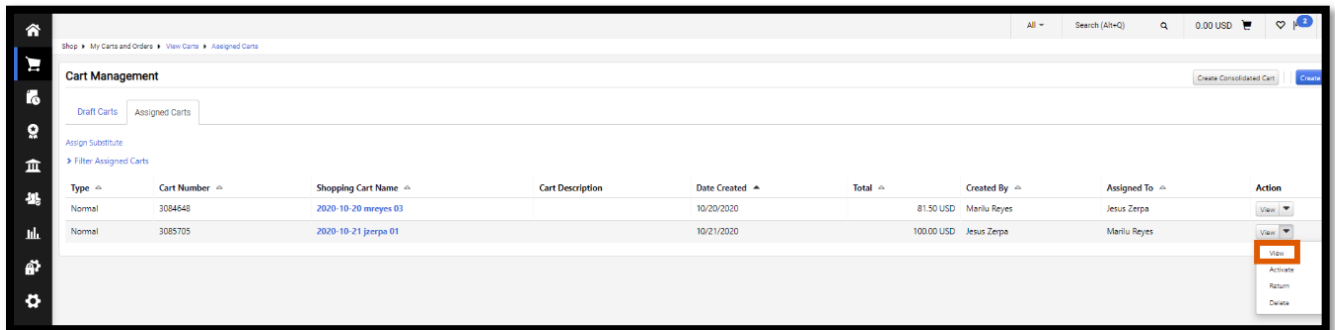 All Search (Alt+Q) 0.00 USD 2
Shop My Carts and Orders View Carts Assigned Carts
Cart Management
Create Consolidated Cart Create
Draft Carts Assigned Carts
Assign Substitute
Filter Assigned Carts
Type Cart Number Shopping Cart Name Cart Description Date Created Total Created By Assigned To Action
Normal 3084648 2020-10-20 mreyes 03 10/20/2020 81.50 USD Marilu Reyes Jesus Zerpa View
Normal 3085705 2020-10-21 jzerpa 01 10/21/2020 100.00 USD Jesus Zerpa Marilu Reyes View
View
Activate
Return
Delete